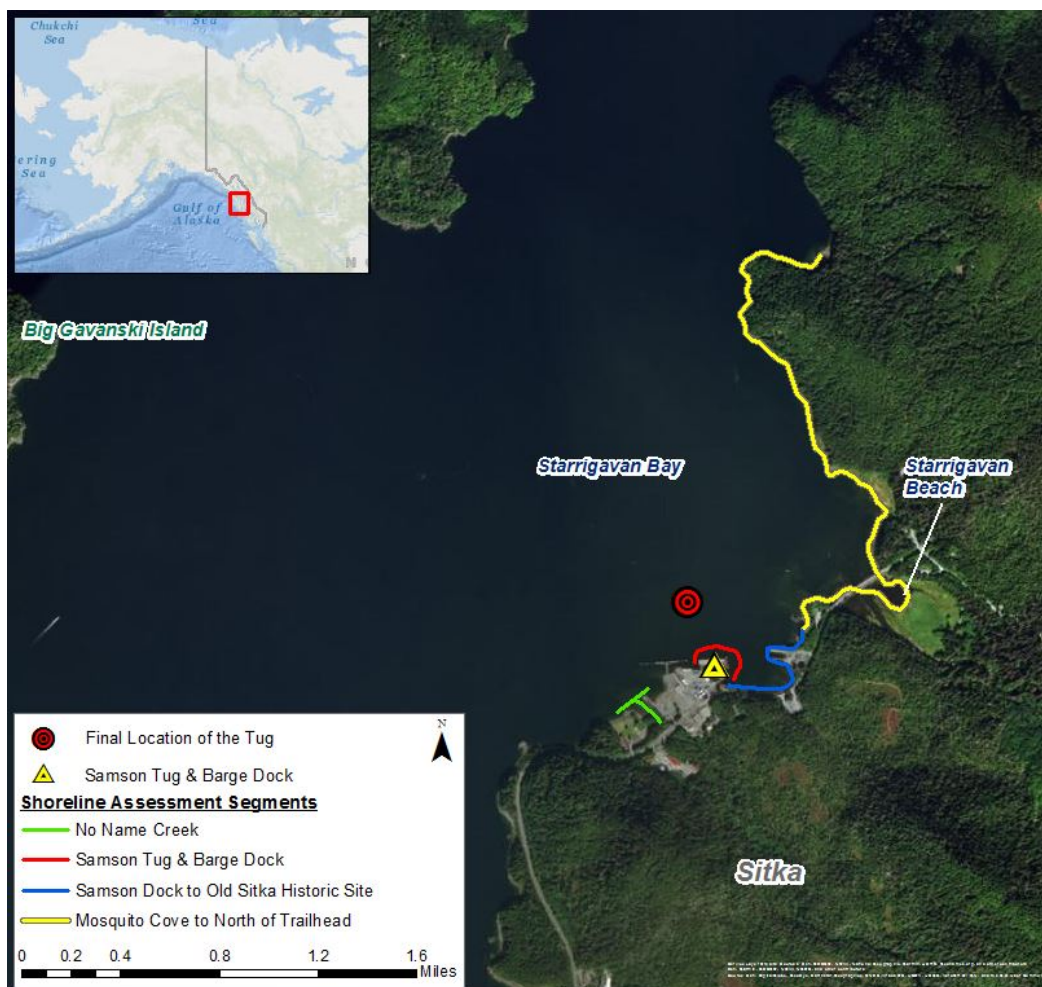 Chukchi
Sea
Sea
ering
Sea
Gulf of
Alaska
N
Big Gavanski Island
Starrigavan Bay
Starrigavan
Beach
Sitka
N
Final Location of the Tug
Samson Tug & Barge Dock
Shoreline Assessment Segments
No Name Creek
Samson Tug & Barge Dock
Samson Dock to Old Sitka Historic Site
Mosquito Cove to North of Trailhead
0 0.2 0.4 0.8 1.2 1.6
Miles